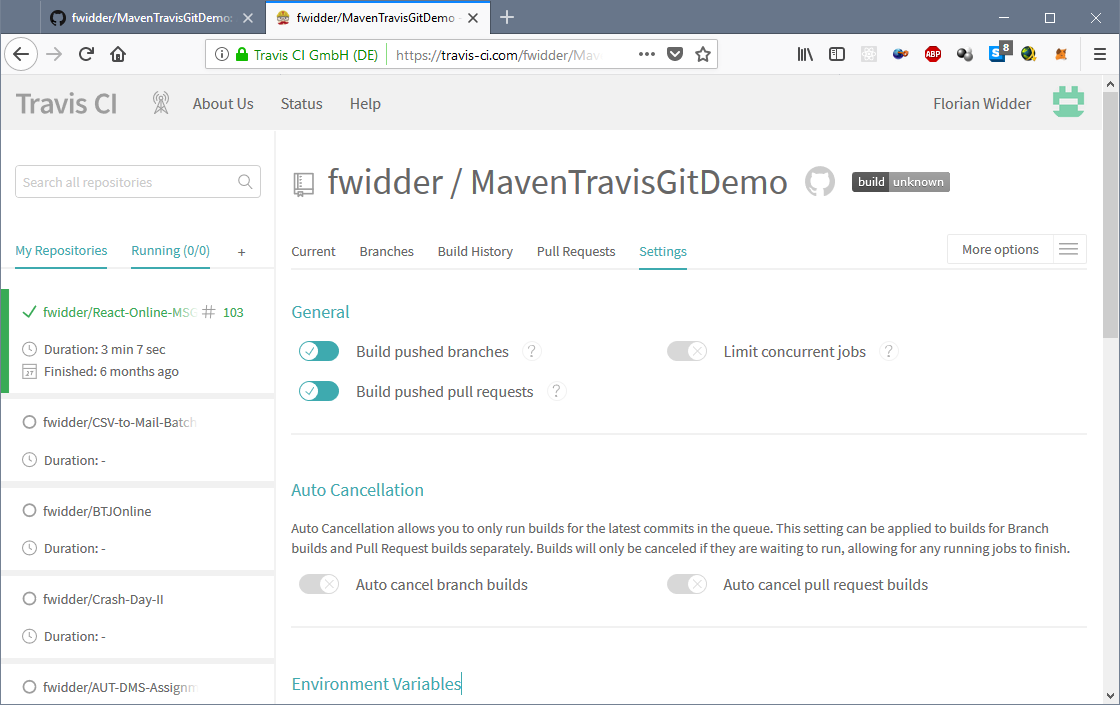 fwidder/MavenTravisGitDemo:
fwidder/MavenTravisGitDemo -
Travis CI GmbH (DE)
https://travis-ci.com/fwidder/Mav
ABP
S 8
Travis CI
About Us
Status
Help
Florian Widder
Search all repositories
fwidder / MavenTravisGitDemo
build unknown
My Repositories
Running (0/0)
+
Current
Branches
Build History
Pull Requests
Settings
More options
fwidder/React-Online-MSG # 103
Duration: 3 min 7 sec
27 Finished: 6 months ago
fwidder/CSV-to-Mail-Batch
Duration: -
fwidder/BTJOnline
Duration: -
fwidder/Crash-Day-II
Duration: -
fwidder/AUT-DMS-Assignm
General
Build pushed branches ?
Limit concurrent jobs ?
Build pushed pull requests ?
Auto Cancellation
Auto Cancellation allows you to only run builds for the latest commits in the queue. This setting can be applied to builds for Branch
builds and Pull Request builds separately. Builds will only be canceled if they are waiting to run, allowing for any running jobs to finish.
Auto cancel branch builds
Auto cancel pull request builds
Environment Variables